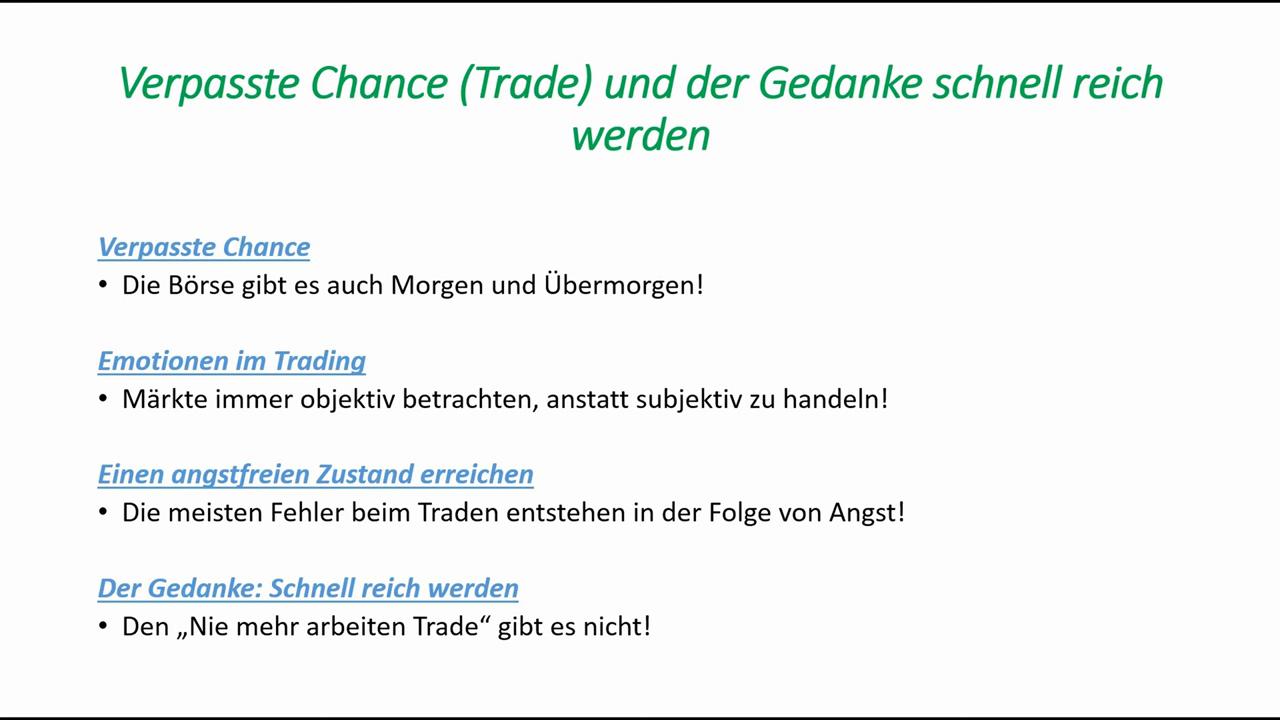 Verpasste Chance (Trade) und der Gedanke schnell reich
werden
Verpasste Chance
• Die Börse gibt es auch Morgen und Übermorgen!
Emotionen im Trading
• Märkte immer objektiv betrachten, anstatt subjektiv zu handeln!
Einen angstfreien Zustand erreichen
• Die meisten Fehler beim Traden entstehen in der Folge von Angst!
Der Gedanke: Schnell reich werden
• Den „Nie mehr arbeiten Trade“ gibt es nicht!